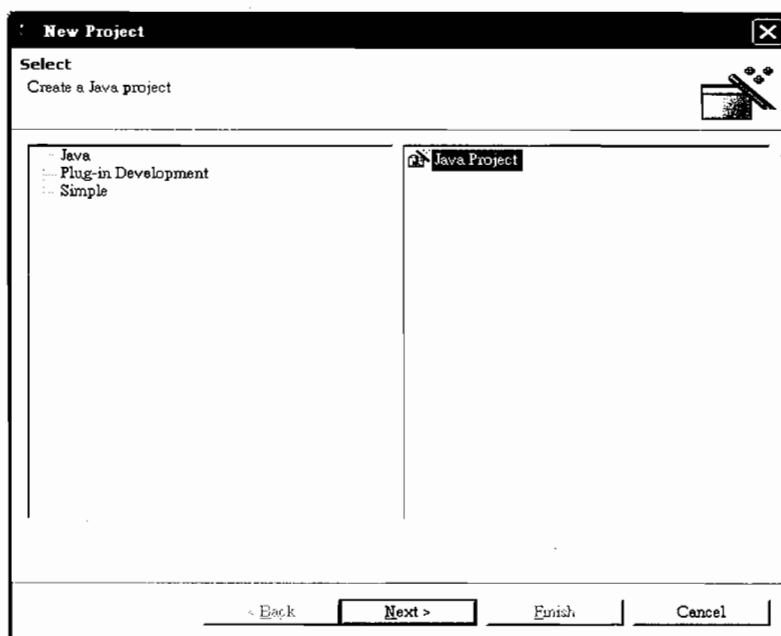 New Project
Select
Create a Java project
Java
Plug-in Development
Simple
Java Project
< Back
Next >
Finish
Cancel